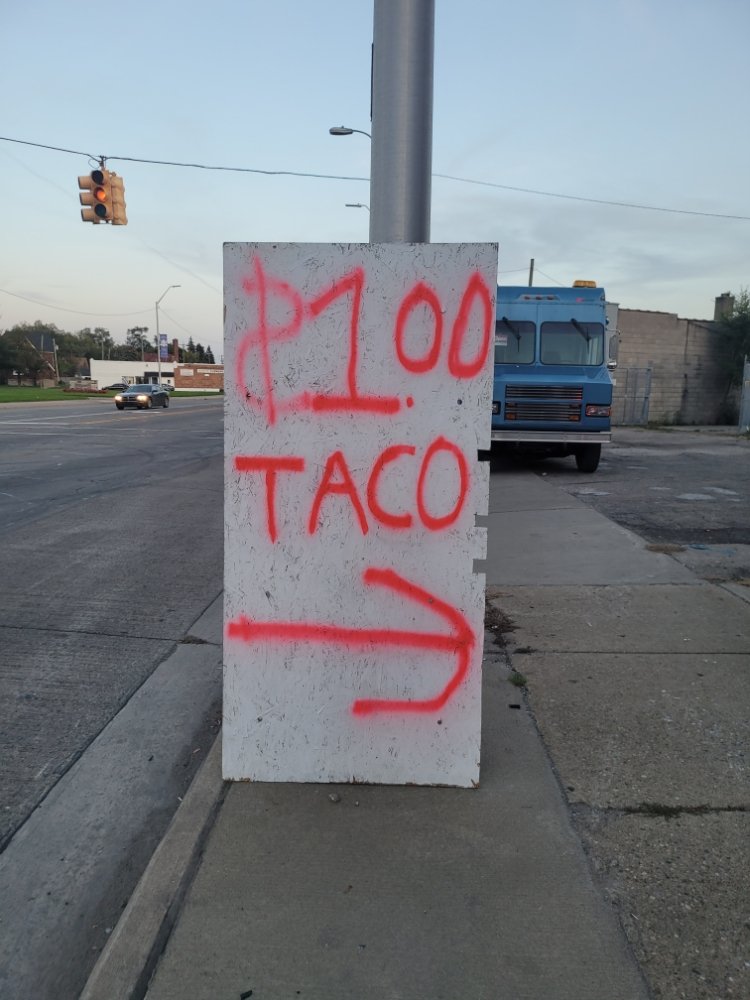 $1.00
TACO
→